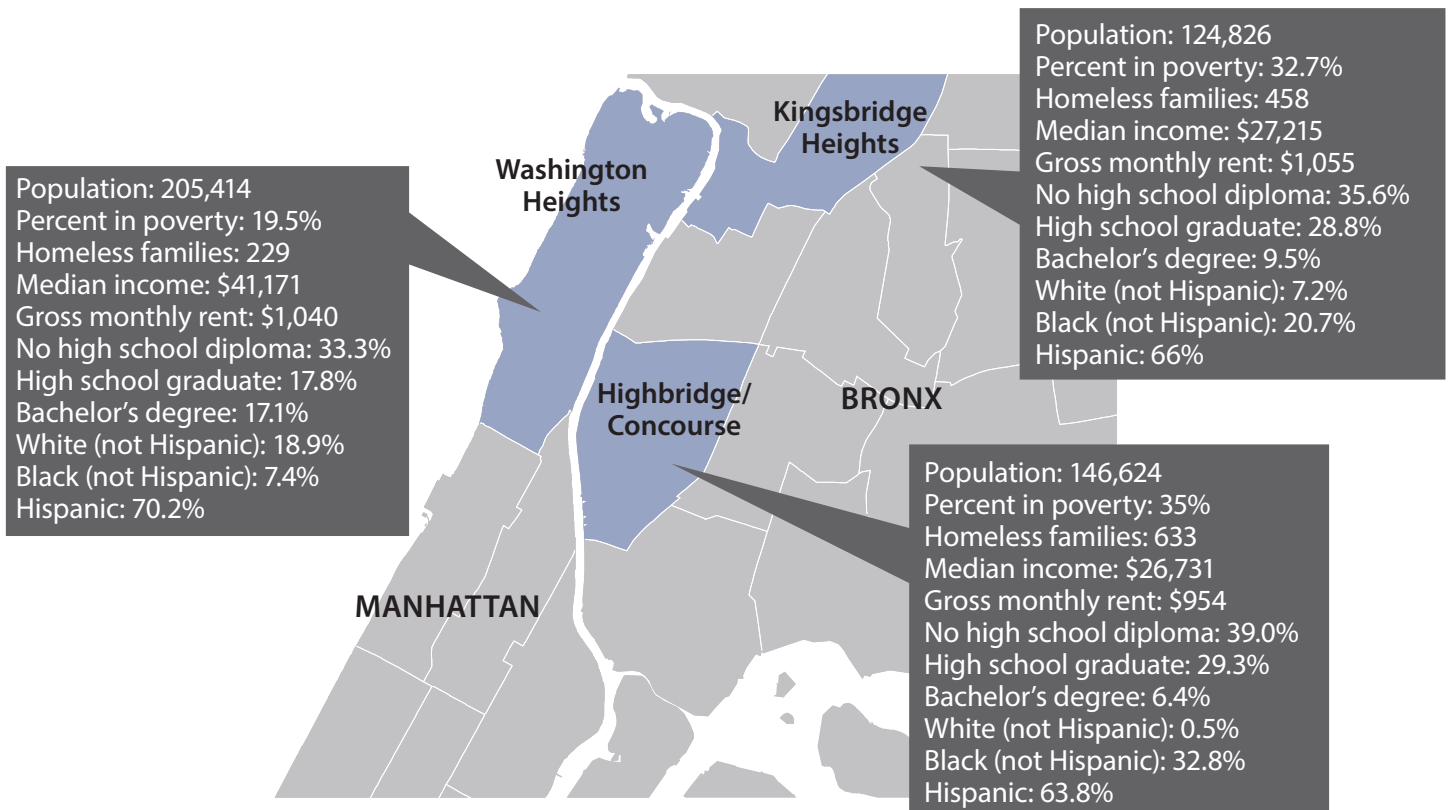 Population: 124,826
Percent in poverty: 32.7%
Homeless families: 458
Median income: $27,215
Gross monthly rent: $1,055
No high school diploma: 35.6%
High school graduate: 28.8%
Bachelor’s degree: 9.5%
White (not Hispanic): 7.2%
Black (not Hispanic): 20.7%
Hispanic: 66%
Kingsbridge
Heights
Washington
Heights
Population: 205,414
Percent in poverty: 19.5%
Homeless families: 229
Median income: $41,171
Gross monthly rent: $1,040
No high school diploma: 33.3%
High school graduate: 17.8%
Bachelor’s degree: 17.1%
White (not Hispanic): 18.9%
Black (not Hispanic): 7.4%
Hispanic: 70.2%
Highbridge/
Concourse
BRONX
MANHATTAN
Population: 146,624
Percent in poverty: 35%
Homeless families: 633
Median income: $26,731
Gross monthly rent: $954
No high school diploma: 39.0%
High school graduate: 29.3%
Bachelor’s degree: 6.4%
White (not Hispanic): 0.5%
Black (not Hispanic): 32.8%
Hispanic: 63.8%